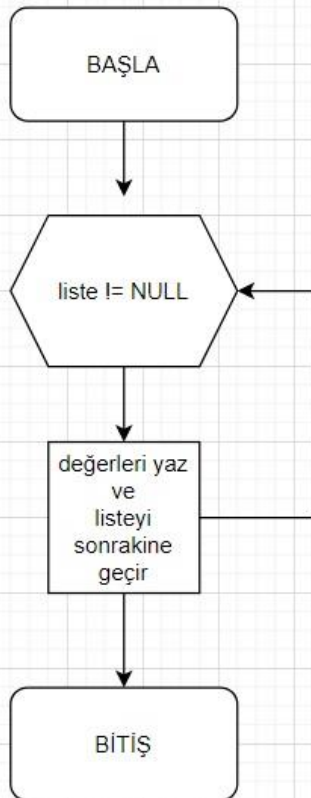 BAŞLA
liste != NULL
değerleri yaz
ve
listeyi
sonrakine
geçir
BİTİŞ